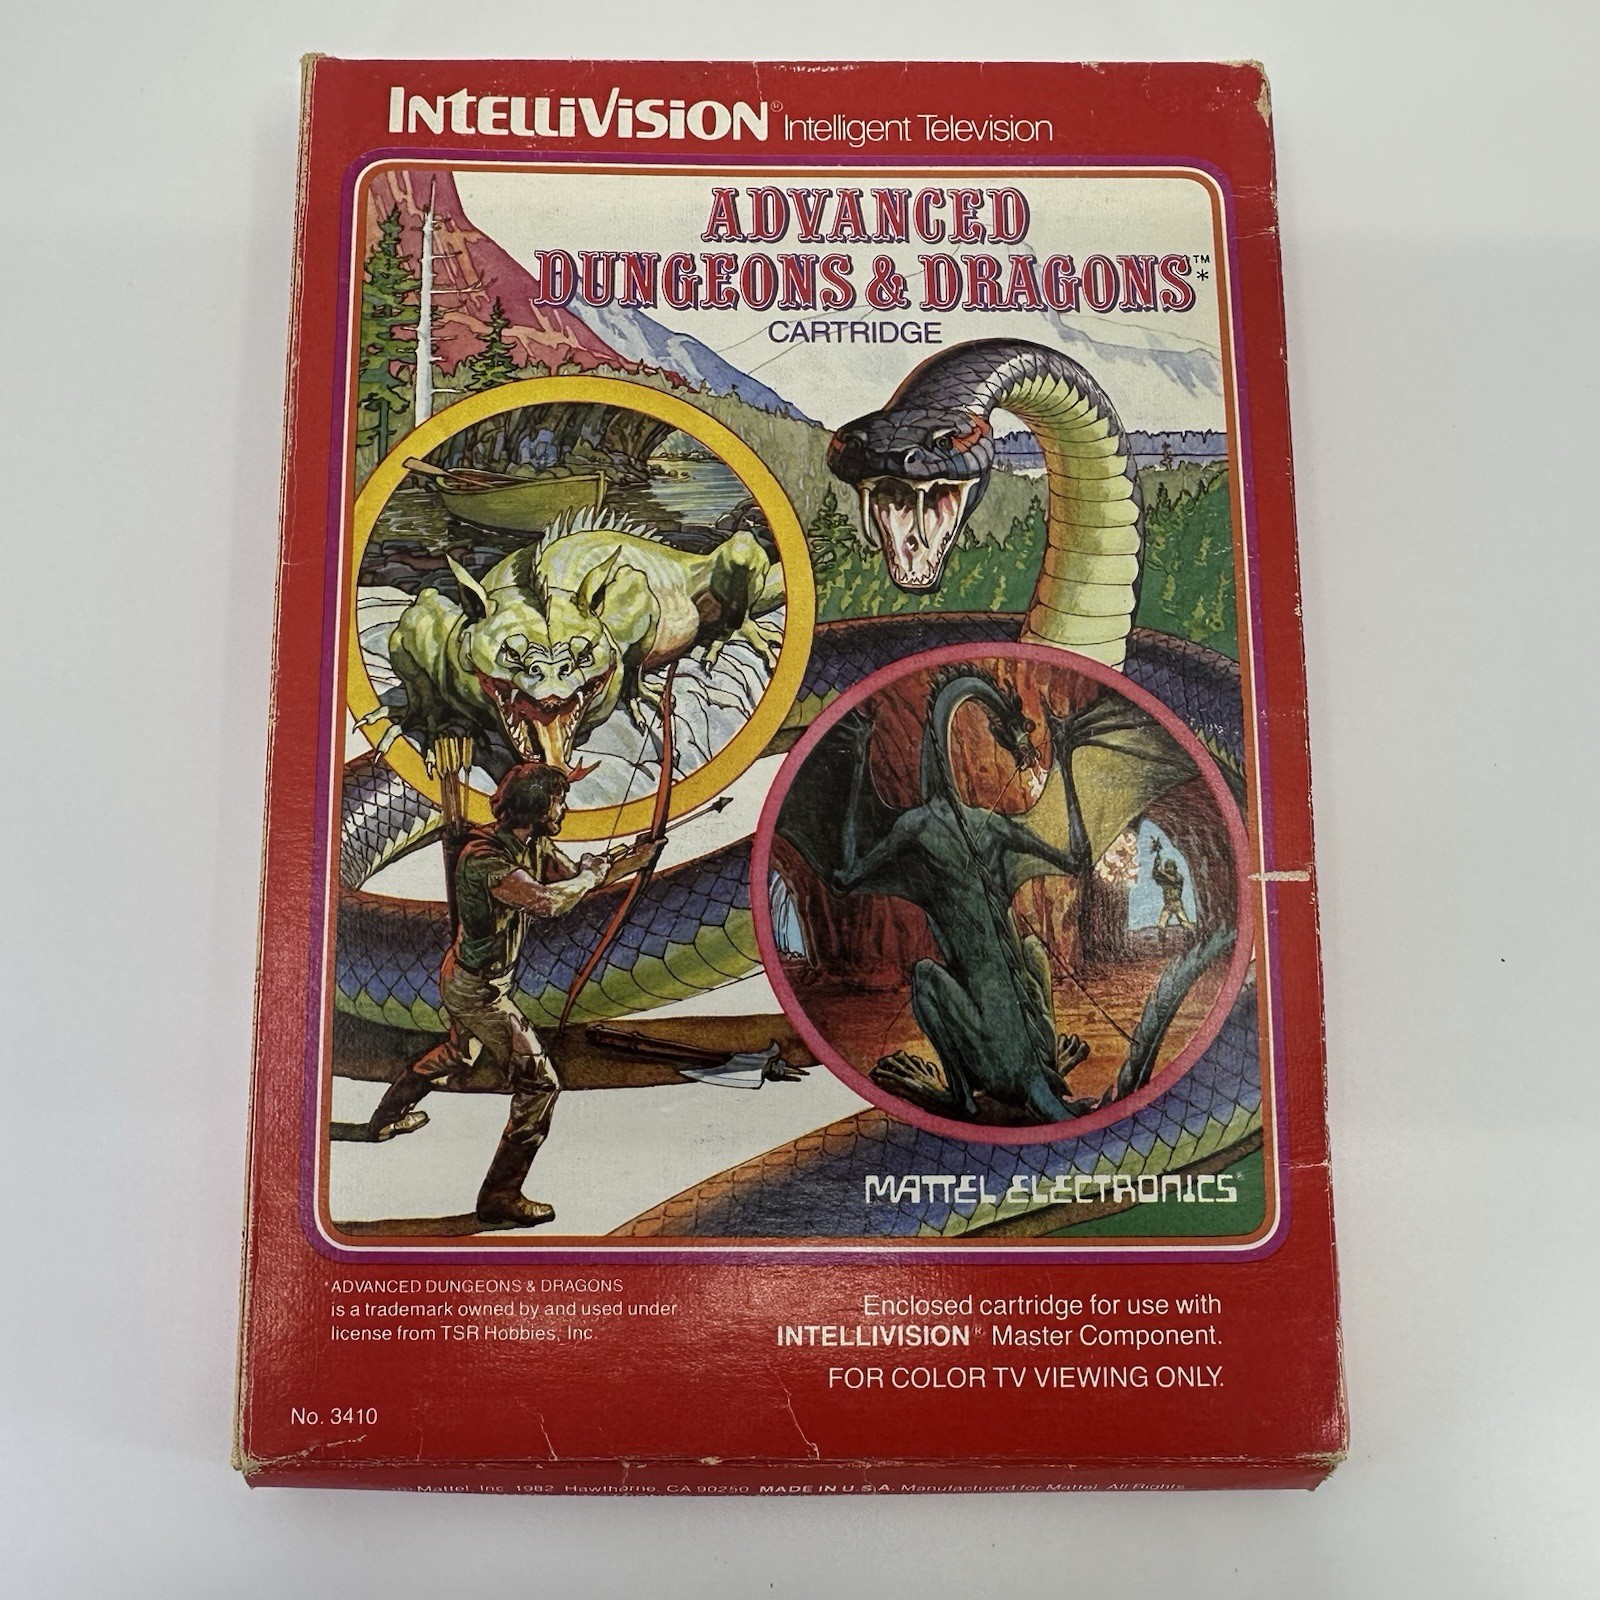 INTELLIVISION® Intelligent Television
ADVANCED
DUNGEONS & DRAGONS™*
CARTRIDGE
MATTEL ELECTRONICS®
*ADVANCED DUNGEONS & DRAGONS
is a trademark owned by and used under
license from TSR Hobbies, Inc.
Enclosed cartridge for use with
INTELLIVISION® Master Component.
FOR COLOR TV VIEWING ONLY.
No. 3410
Mattel, Inc. 1982 Hawthorne, CA 90250 MADE IN U.S.A. Manufactured for Mattel All Rights